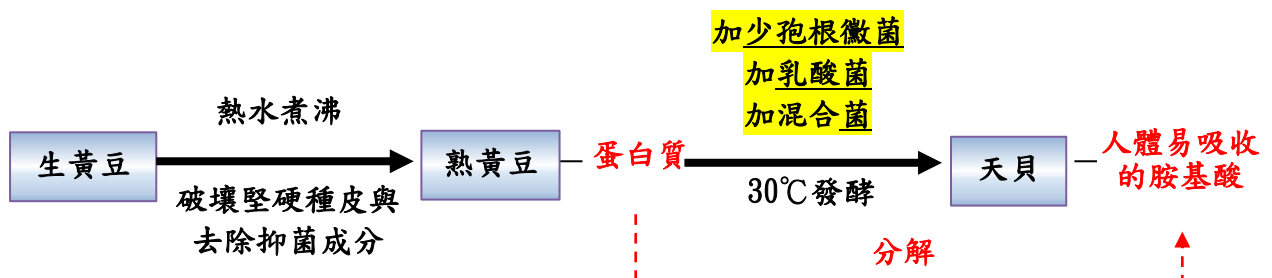 加少孢根黴菌
加乳酸菌
加混合菌
熱水煮沸
生黃豆
熟黃豆
蛋白質
天貝
人體易吸收
的胺基酸
破壞堅硬種皮與
去除抑菌成分
30℃發酵
分解